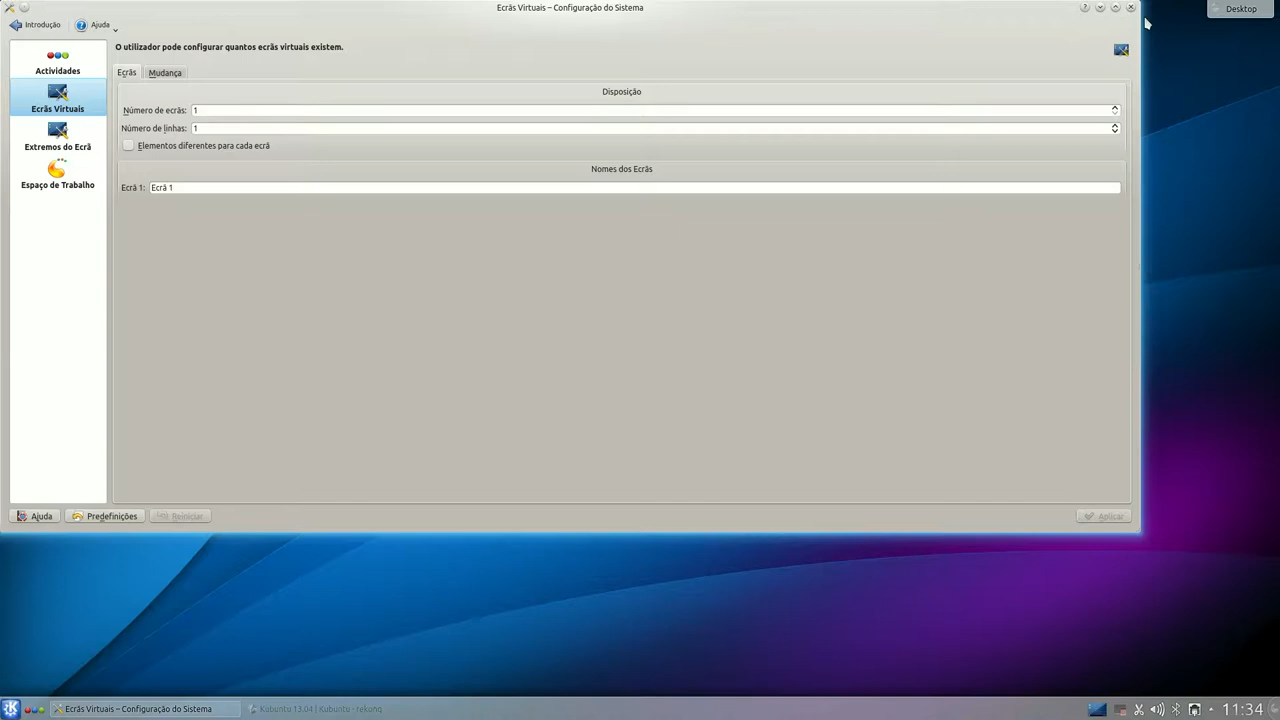 Ecrãs Virtuais – Configuração do Sistema
Desktop
Introdução
Ajuda
O utilizador pode configurar quantos ecrãs virtuais existem.
Actividades
Ecrãs Virtuais
Extremos do Ecrã
Espaço de Trabalho
Ecrãs
Mudança
Disposição
Número de ecrãs: 1
Número de linhas: 1
Elementos diferentes para cada ecrã
Nomes dos Ecrãs
Ecrã 1: Ecrã 1
Ajuda
Predefinições
Reiniciar
Aplicar
Ecrãs Virtuais – Configuração do Sistema
Kubuntu 13.04 | Kubuntu - rekonq
11:34